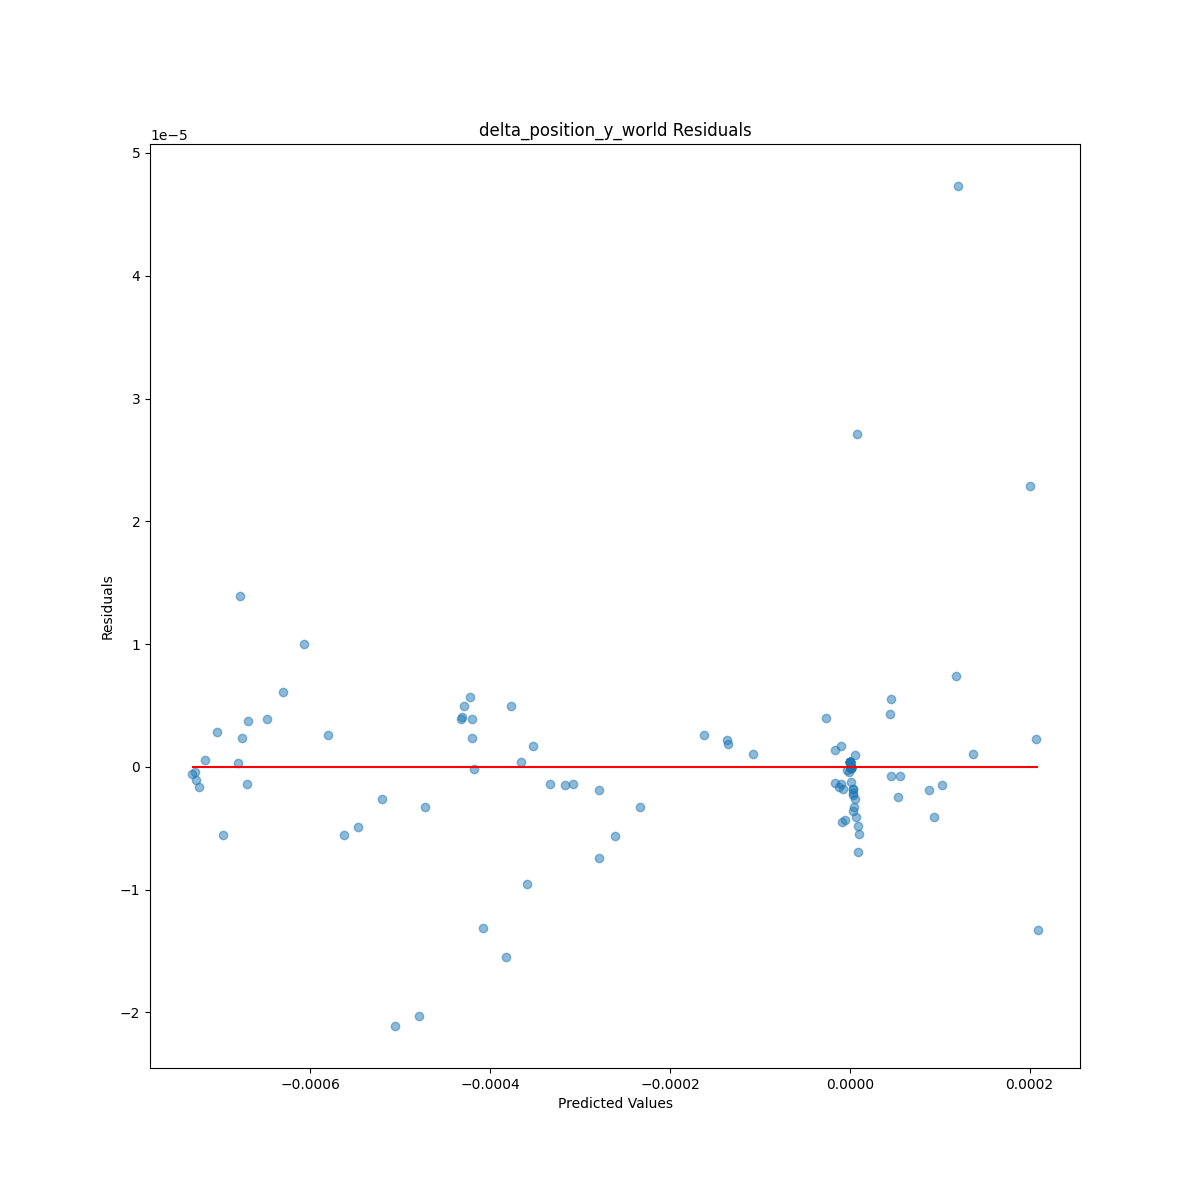 delta_position_y_world Residuals
1e−5
5
4
3
2
1
0
−1
−2
Residuals
−0.0006 −0.0004 −0.0002 0.0000 0.0002
Predicted Values